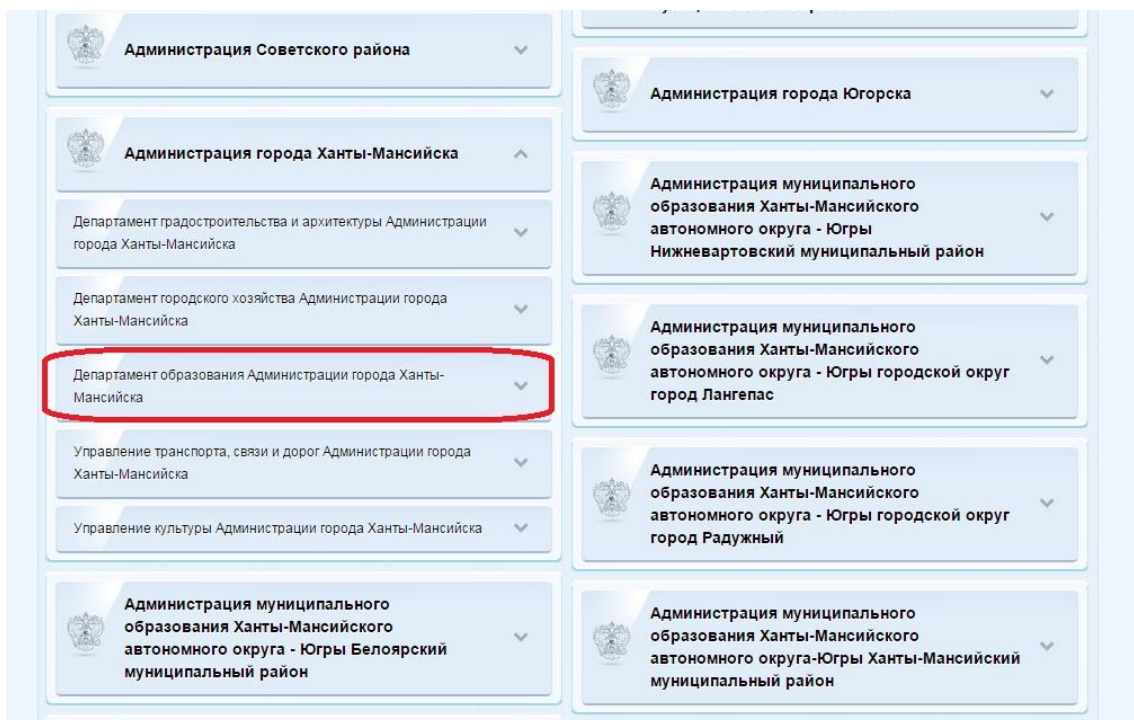 Администрация Советского района
Администрация города Ханты-Мансийска
Департамент градостроительства и архитектуры Администрации
города Ханты-Мансийска
Департамент городского хозяйства Администрации города
Ханты-Мансийска
Департамент образования Администрации города Ханты-
Мансийска
Управление транспорта, связи и дорог Администрации города
Ханты-Мансийска
Управление культуры Администрации города Ханты-Мансийска
Администрация муниципального
образования Ханты-Мансийского
автономного округа - Югры Белоярский
муниципальный район
Администрация города Югорска
Администрация муниципального
образования Ханты-Мансийского
автономного округа - Югры
Нижневартовский муниципальный район
Администрация муниципального
образования Ханты-Мансийского
автономного округа - Югры городской округ
город Лангепас
Администрация муниципального
образования Ханты-Мансийского
автономного округа - Югры городской округ
город Радужный
Администрация муниципального
образования Ханты-Мансийского
автономного округа-Югры Ханты-Мансийский
муниципальный район